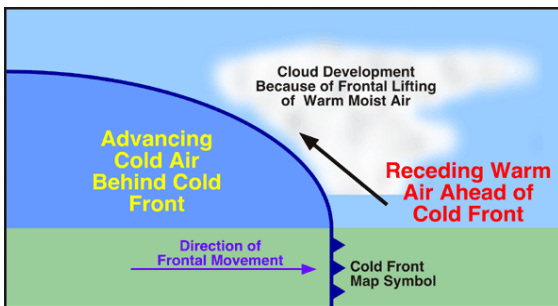 Cloud Development
Because of Frontal Lifting
of Warm Moist Air
Advancing
Cold Air
Behind Cold
Front
Receding Warm
Air Ahead of
Cold Front
Direction of
Frontal Movement
Cold Front
Map Symbol